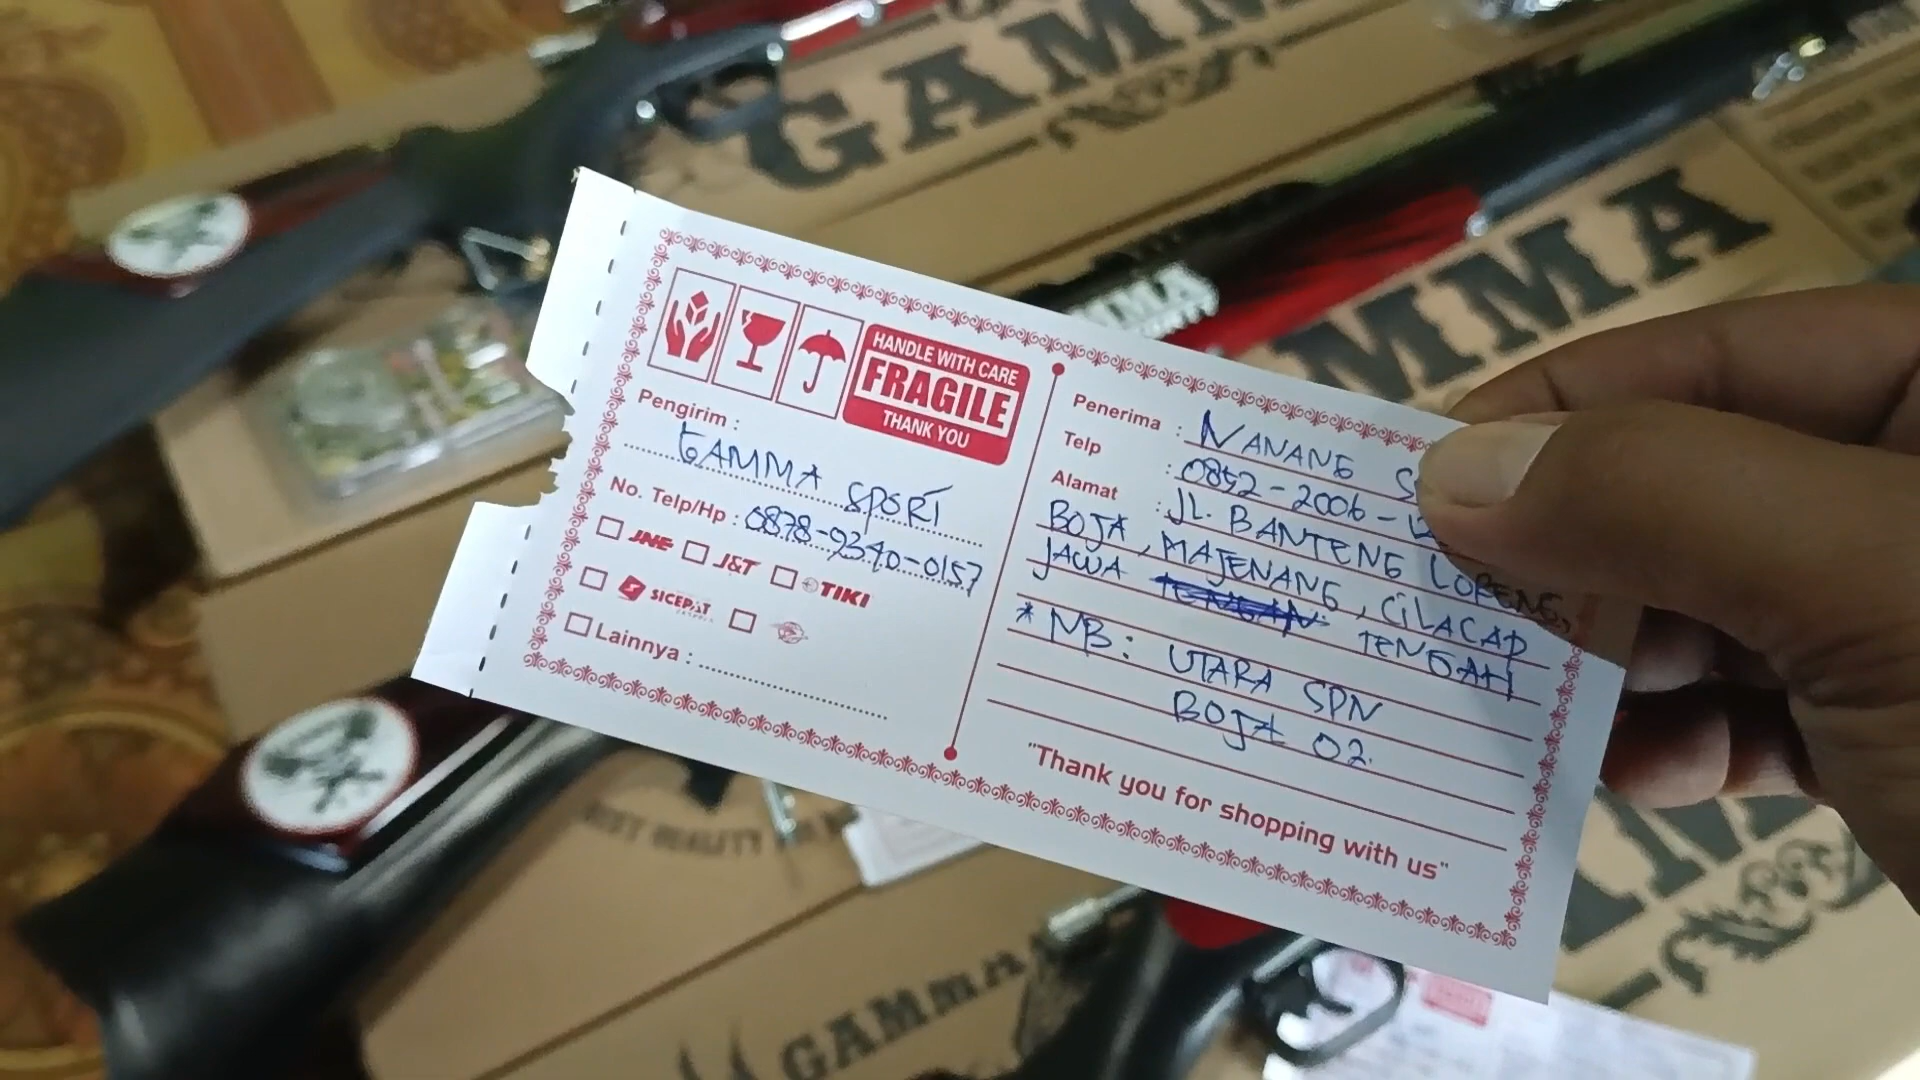 GAMMA
MMA
HANDLE WITH CARE
FRAGILE
THANK YOU
Pengirim :
GAMMA SPORT
No. Telp/Hp : 0878-9340-0157
JNE J&T TIKI
SICEPAT
Lainnya :
Penerima : NANANG S
Telp : 0852-2006-
Alamat : JL. BANTENG LORENG,
BOJA, MAJENANG, CILACAP
JAWA TENGAH
* NB: UTARA SPN
BOJA 02.
"Thank you for shopping with us"
GAMMA